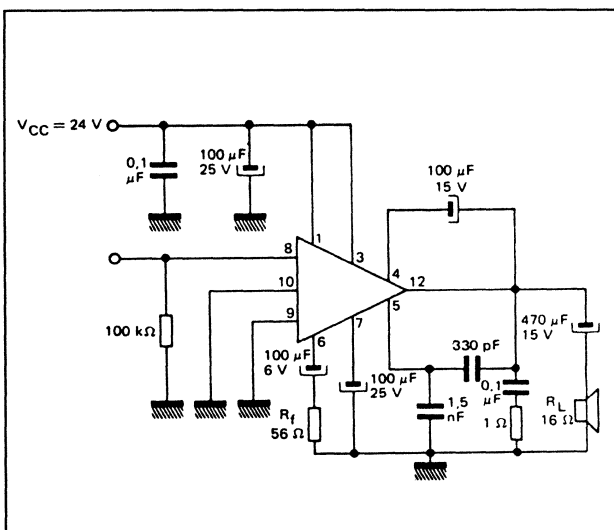 V_CC = 24 V
0,1
µF
100 µF
25 V
100 µF
15 V
1
3
8
4
12
10
5
9
7
6
100 kΩ
100 µF
6 V
100 µF
25 V
330 pF
470 µF
15 V
0,1
µF
1,5
nF
1 Ω
R_f
56 Ω
R_L
16 Ω